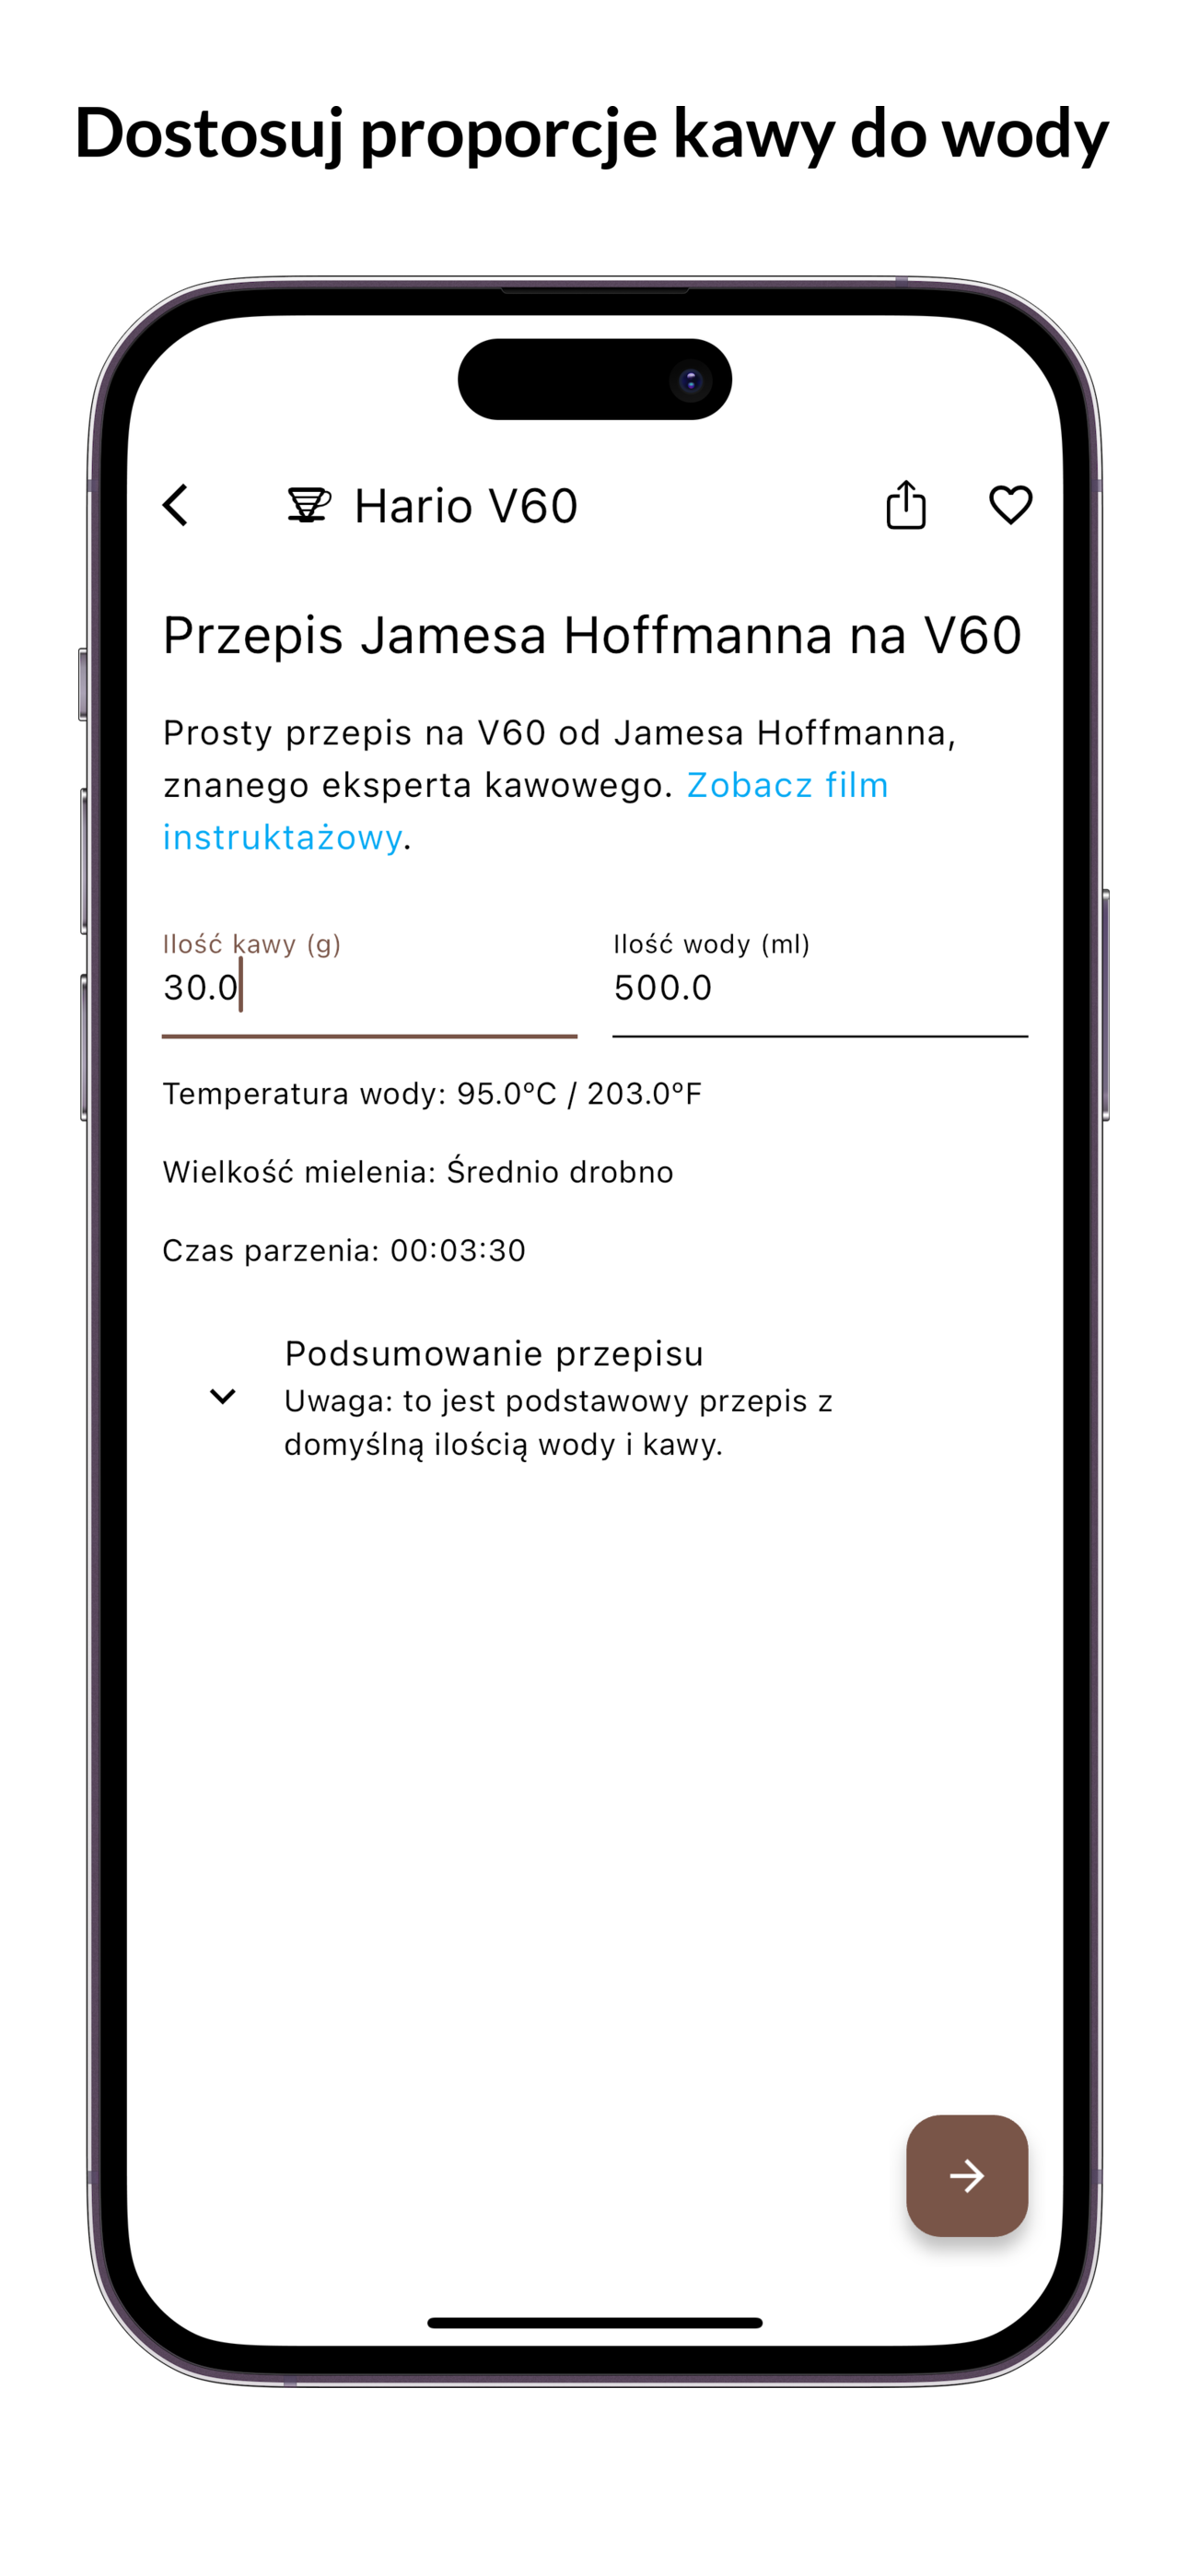 Dostosuj proporcje kawy do wody
Hario V60
Przepis Jamesa Hoffmanna na V60
Prosty przepis na V60 od Jamesa Hoffmanna,
znanego eksperta kawowego. Zobacz film
instruktażowy.
Ilość kawy (g)
Ilość wody (ml)
30.0
500.0
Temperatura wody: 95.0ºC / 203.0ºF
Wielkość mielenia: Średnio drobno
Czas parzenia: 00:03:30
Podsumowanie przepisu
Uwaga: to jest podstawowy przepis z
domyślną ilością wody i kawy.